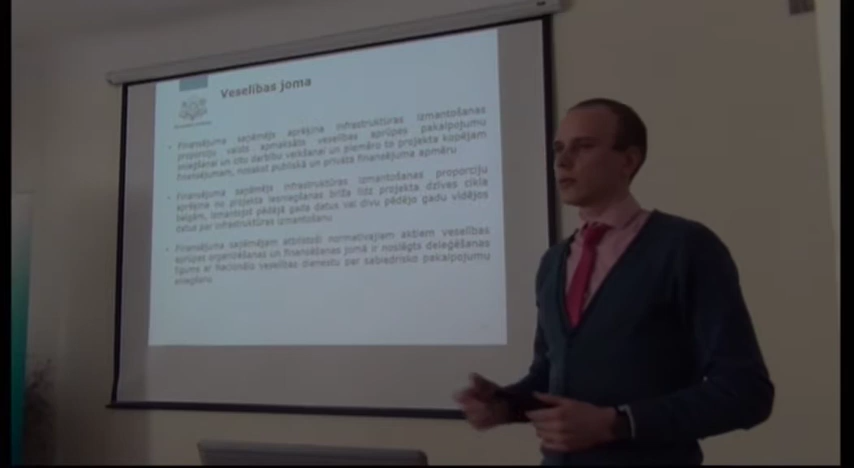 Veselības joma
• Finansējuma saņēmējs aprēķina infrastruktūras izmantošanas
proporciju valsts apmaksāto veselības aprūpes pakalpojumu
sniegšanai un citu darbību veikšanai un piemēro to projekta kopējam
finansējumam, nosakot publiskā un privātā finansējuma apmēru.
• Finansējuma saņēmējs infrastruktūras izmantošanas proporciju
aprēķina no projekta iesniegšanas brīža līdz projekta dzīves cikla
beigām, izmantojot pēdējā gada datus vai divu pēdējo gadu vidējos
datus par infrastruktūras izmantošanu
• Finansējuma saņēmējam atbilstoši normatīvajiem aktiem veselības
aprūpes organizēšanas un finansēšanas jomā ir noslēgts deleģēšanas
līgums ar Nacionālo veselības dienestu par sabiedrisko pakalpojumu
sniegšanu